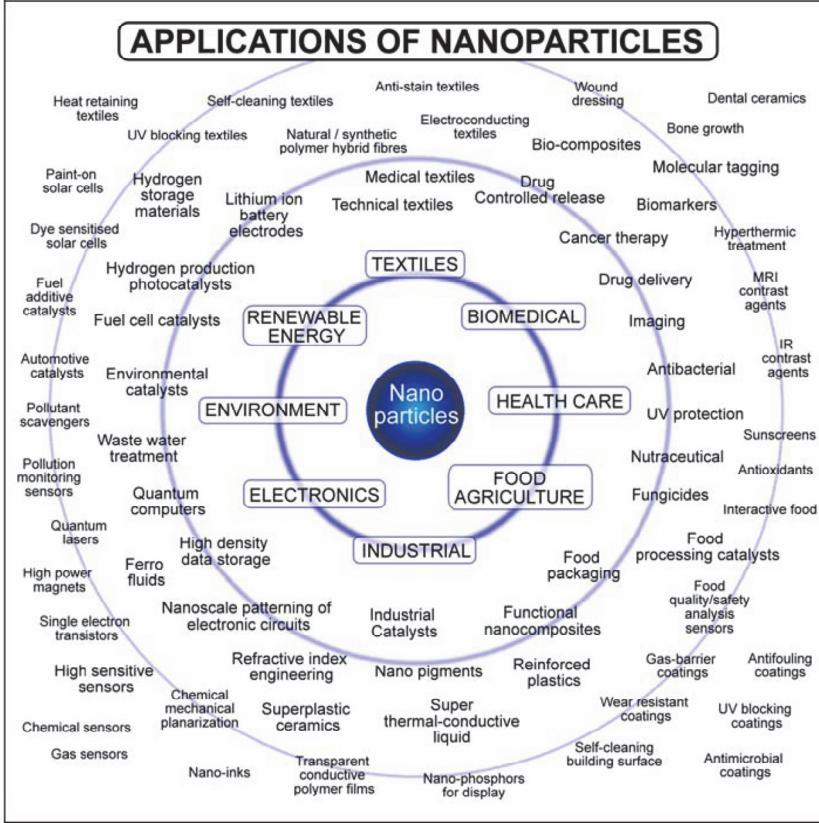 APPLICATIONS OF NANOPARTICLES
Anti-stain textiles
Wound
dressing
Dental ceramics
Heat retaining
textiles
Self-cleaning textiles
Electroconducting
textiles
Bone growth
UV blocking textiles
Natural / synthetic
polymer hybrid fibres
Bio-composites
Molecular tagging
Paint-on
solar cells
Hydrogen
storage
materials
Lithium ion
battery
electrodes
Medical textiles
Technical textiles
Drug
Controlled release
Biomarkers
Dye sensitised
solar cells
Cancer therapy
Hyperthermic
treatment
TEXTILES
Hydrogen production
photocatalysts
Drug delivery
MRI
contrast
agents
Fuel
additive
catalysts
Fuel cell catalysts
RENEWABLE
ENERGY
BIOMEDICAL
Imaging
IR
contrast
agents
Automotive
catalysts
Environmental
catalysts
Antibacterial
Nano
particles
ENVIRONMENT
HEALTH CARE
UV protection
Pollutant
scavengers
Sunscreens
Waste water
treatment
Nutraceutical
Antioxidants
Pollution
monitoring
sensors
Quantum
computers
ELECTRONICS
FOOD
AGRICULTURE
Fungicides
Interactive food
Quantum
lasers
High density
data storage
INDUSTRIAL
Food
packaging
Food
processing catalysts
High power
magnets
Ferro
fluids
Food
quality/safety
analysis
sensors
Single electron
transistors
Nanoscale patterning of
electronic circuits
Industrial
Catalysts
Functional
nanocomposites
High sensitive
sensors
Refractive index
engineering
Nano pigments
Reinforced
plastics
Gas-barrier
coatings
Antifouling
coatings
Chemical
mechanical
planarization
Superplastic
ceramics
Super
thermal-conductive
liquid
Wear resistant
coatings
UV blocking
coatings
Chemical sensors
Gas sensors
Nano-inks
Transparent
conductive
polymer films
Nano-phosphors
for display
Self-cleaning
building surface
Antimicrobial
coatings